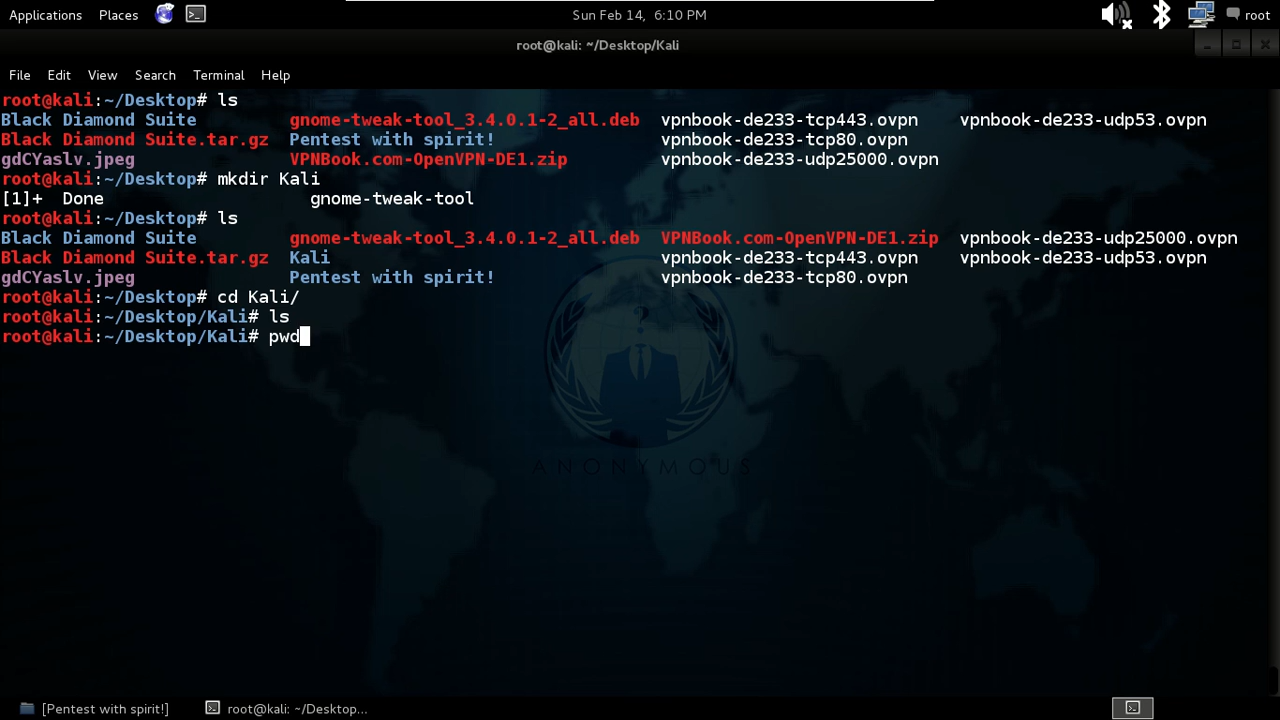 Applications Places Sun Feb 14, 6:10 PM root
root@kali: ~/Desktop/Kali
File Edit View Search Terminal Help
root@kali:~/Desktop# ls
Black Diamond Suite gnome-tweak-tool_3.4.0.1-2_all.deb vpnbook-de233-tcp443.ovpn vpnbook-de233-udp53.ovpn
Black Diamond Suite.tar.gz Pentest with spirit! vpnbook-de233-tcp80.ovpn
gdCYaslv.jpeg VPNBook.com-OpenVPN-DE1.zip vpnbook-de233-udp25000.ovpn
root@kali:~/Desktop# mkdir Kali
[1]+ Done gnome-tweak-tool
root@kali:~/Desktop# ls
Black Diamond Suite gnome-tweak-tool_3.4.0.1-2_all.deb VPNBook.com-OpenVPN-DE1.zip vpnbook-de233-udp25000.ovpn
Black Diamond Suite.tar.gz Kali vpnbook-de233-tcp443.ovpn vpnbook-de233-udp53.ovpn
gdCYaslv.jpeg Pentest with spirit! vpnbook-de233-tcp80.ovpn
root@kali:~/Desktop# cd Kali/
root@kali:~/Desktop/Kali# ls
root@kali:~/Desktop/Kali# pwd
?
ANONYMOUS
[Pentest with spirit!] root@kali: ~/Desktop...